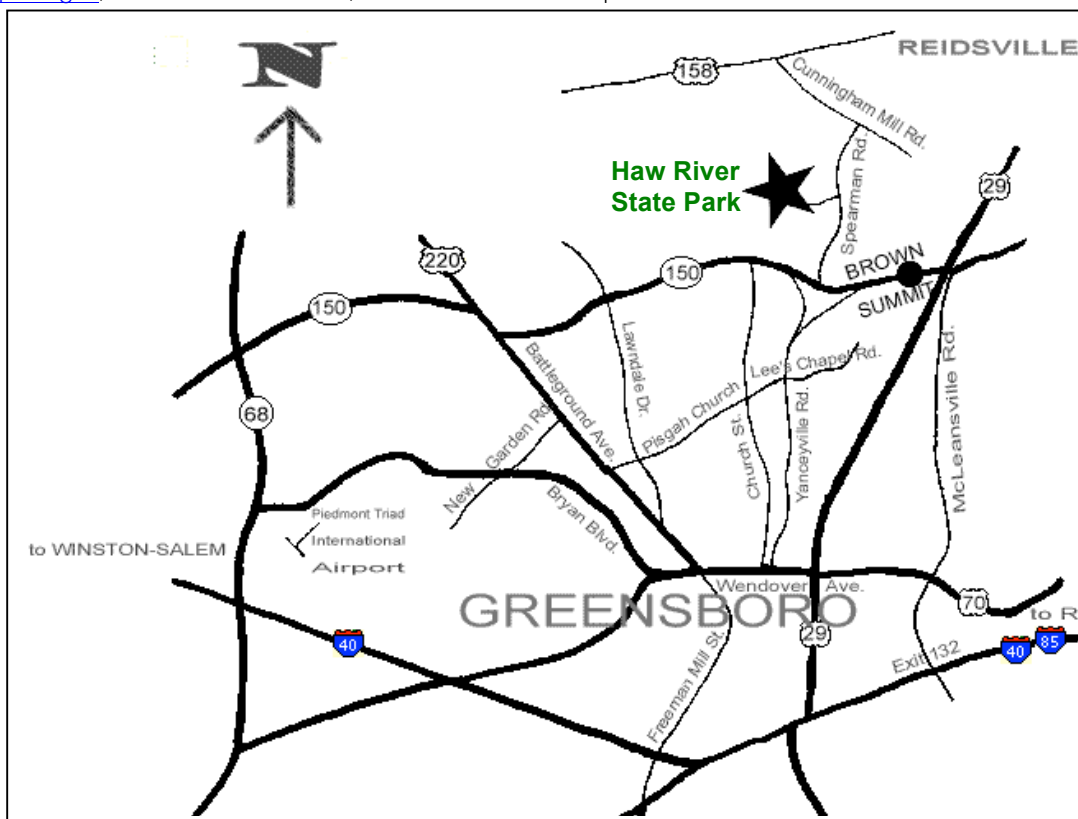 N
REIDSVILLE
158
Cunningham Mill Rd.
Haw River
State Park
Spearman Rd.
29
220
150
150
BROWN
SUMMIT
Lawndale Dr.
Battleground Ave.
Lee's Chapel Rd.
Pisgah Church
Church St.
Yanceyville Rd.
McLeansville Rd.
68
New Garden Rd.
Bryan Blvd.
Piedmont Triad
International
Airport
to WINSTON-SALEM
Wendover Ave.
GREENSBORO
70
to R
29
40
Freeman Mill St.
Exit 132
40
85